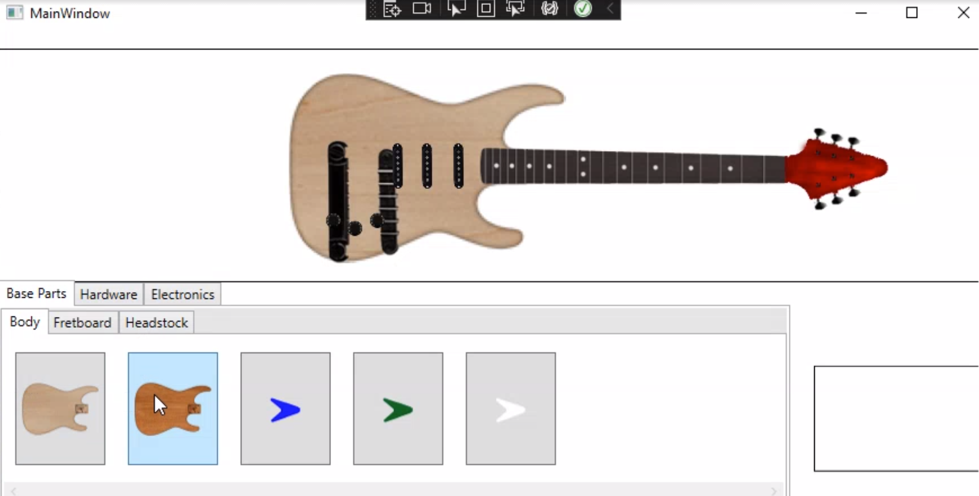 MainWindow
Base Parts Hardware Electronics
Body Fretboard Headstock